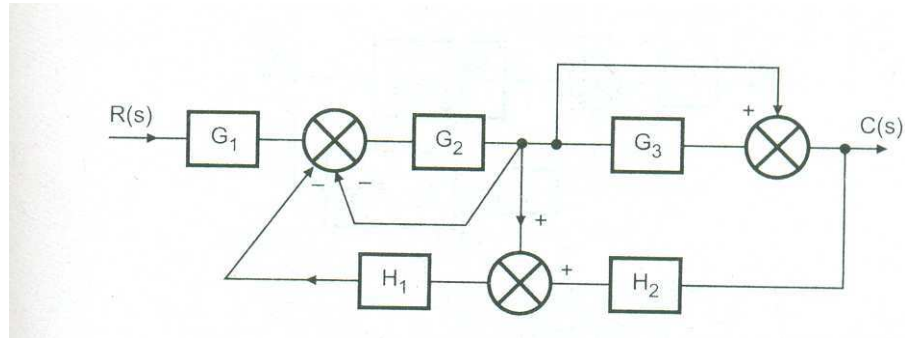 R(s)
G1
G2
G3
+
C(s)
– –
+
+
H1
H2